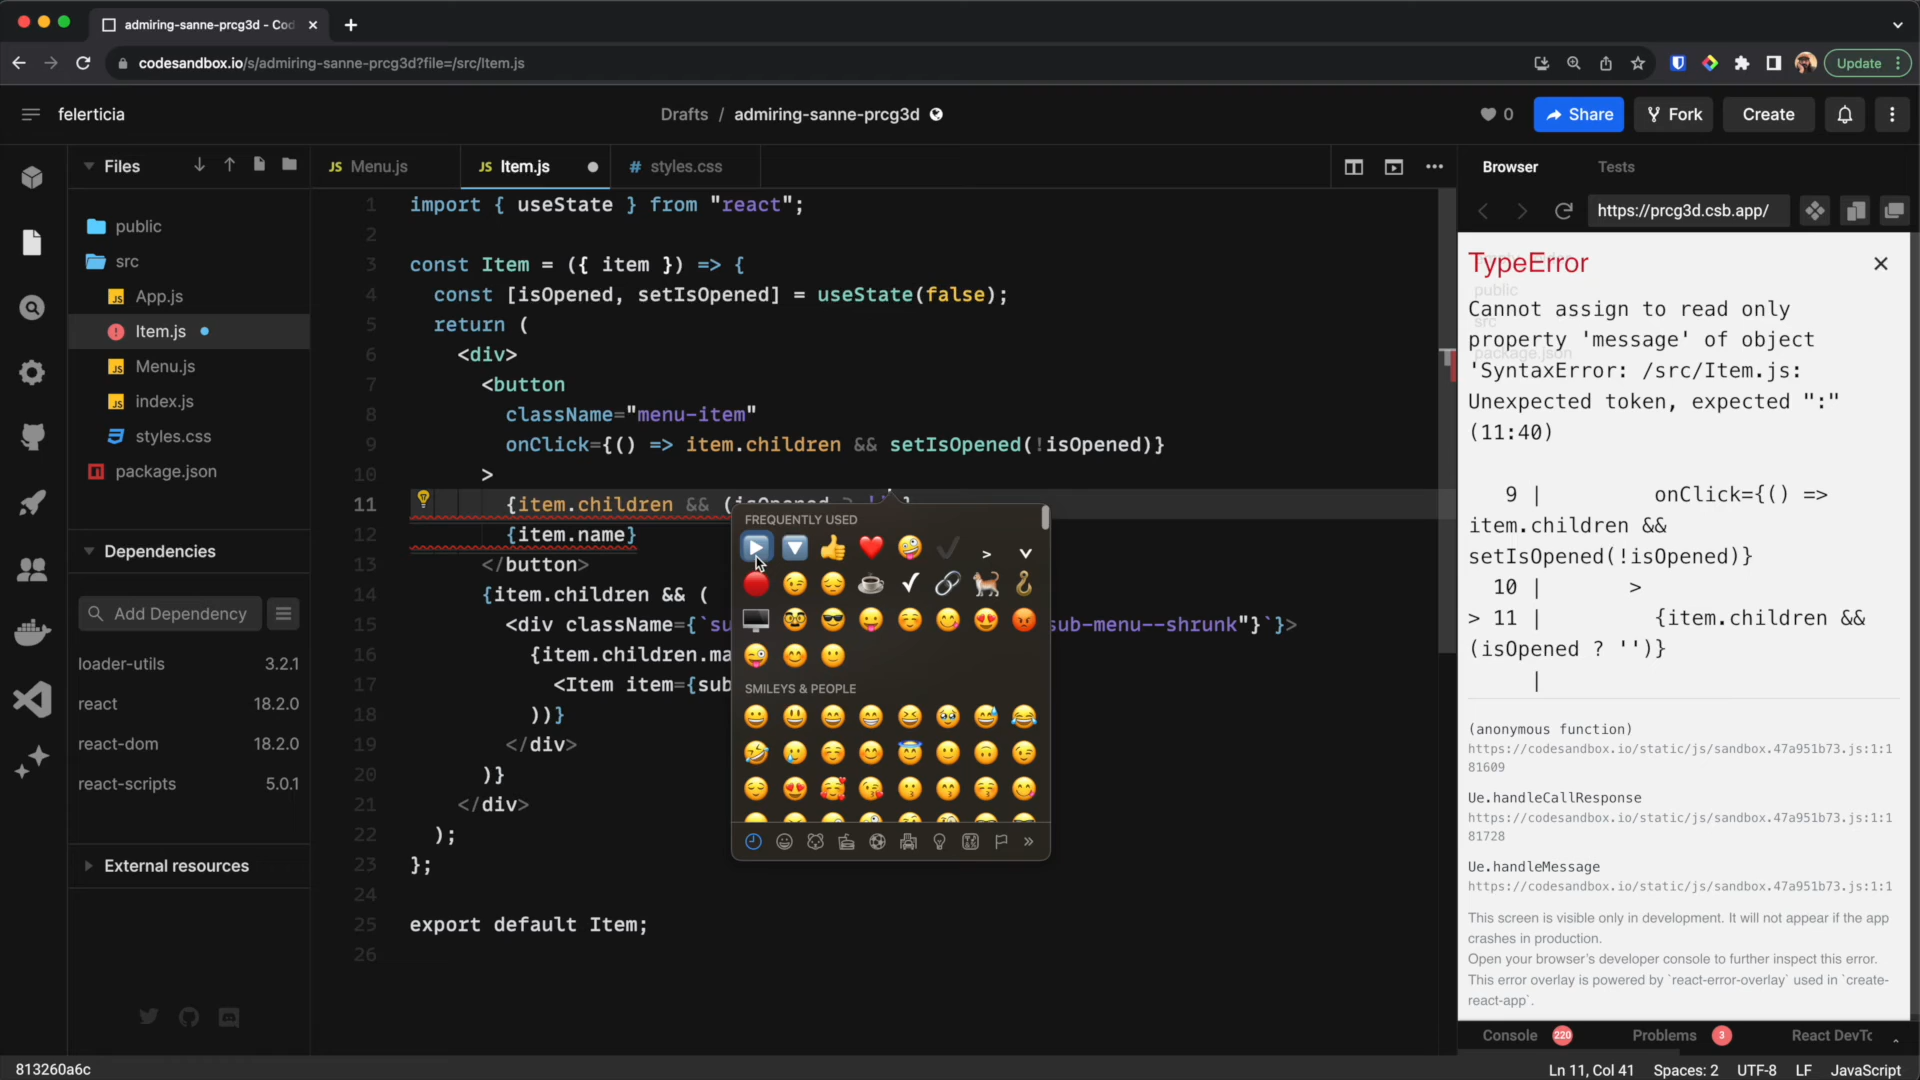 admiring-sanne-prcg3d - Cod
codesandbox.io/s/admiring-sanne-prcg3d?file=/src/Item.js
Update
felerticia
Drafts / admiring-sanne-prcg3d
0
Share
Fork
Create
Files
JS Menu.js
JS Item.js
# styles.css
Browser
Tests
https://prcg3d.csb.app/
public
src
App.js
Item.js
Menu.js
index.js
styles.css
package.json
Dependencies
Add Dependency
loader-utils 3.2.1
react 18.2.0
react-dom 18.2.0
react-scripts 5.0.1
External resources
1 import { useState } from "react";
2
3 const Item = ({ item }) => {
4 const [isOpened, setIsOpened] = useState(false);
5 return (
6 <div>
7 <button
8 className="menu-item"
9 onClick={() => item.children && setIsOpened(!isOpened)}
10 >
11 {item.children && (isOpened ? '')}
12 {item.name}
13 </button>
14 {item.children && (
15 <div className={`su sub-menu--shrunk"}`}>
16 {item.children.ma
17 <Item item={sub
18 ))}
19 </div>
20 )}
21 </div>
22 );
23 };
24
25 export default Item;
26
FREQUENTLY USED
SMILEYS & PEOPLE
TypeError
public
src
package.json
Cannot assign to read only
property 'message' of object
'SyntaxError: /src/Item.js:
Unexpected token, expected ":"
(11:40)
9 | onClick={() =>
item.children &&
setIsOpened(!isOpened)}
10 | >
> 11 | {item.children &&
(isOpened ? '')}
|
(anonymous function)
https://codesandbox.io/static/js/sandbox.47a951b73.js:1:1
81609
Ue.handleCallResponse
https://codesandbox.io/static/js/sandbox.47a951b73.js:1:1
81728
Ue.handleMessage
https://codesandbox.io/static/js/sandbox.47a951b73.js:1:1
This screen is visible only in development. It will not appear if the app
crashes in production.
Open your browser's developer console to further inspect this error.
This error overlay is powered by `react-error-overlay` used in `create-
react-app`.
Console 220
Problems 3
React DevTo
813260a6c
Ln 11, Col 41
Spaces: 2
UTF-8
LF
JavaScript